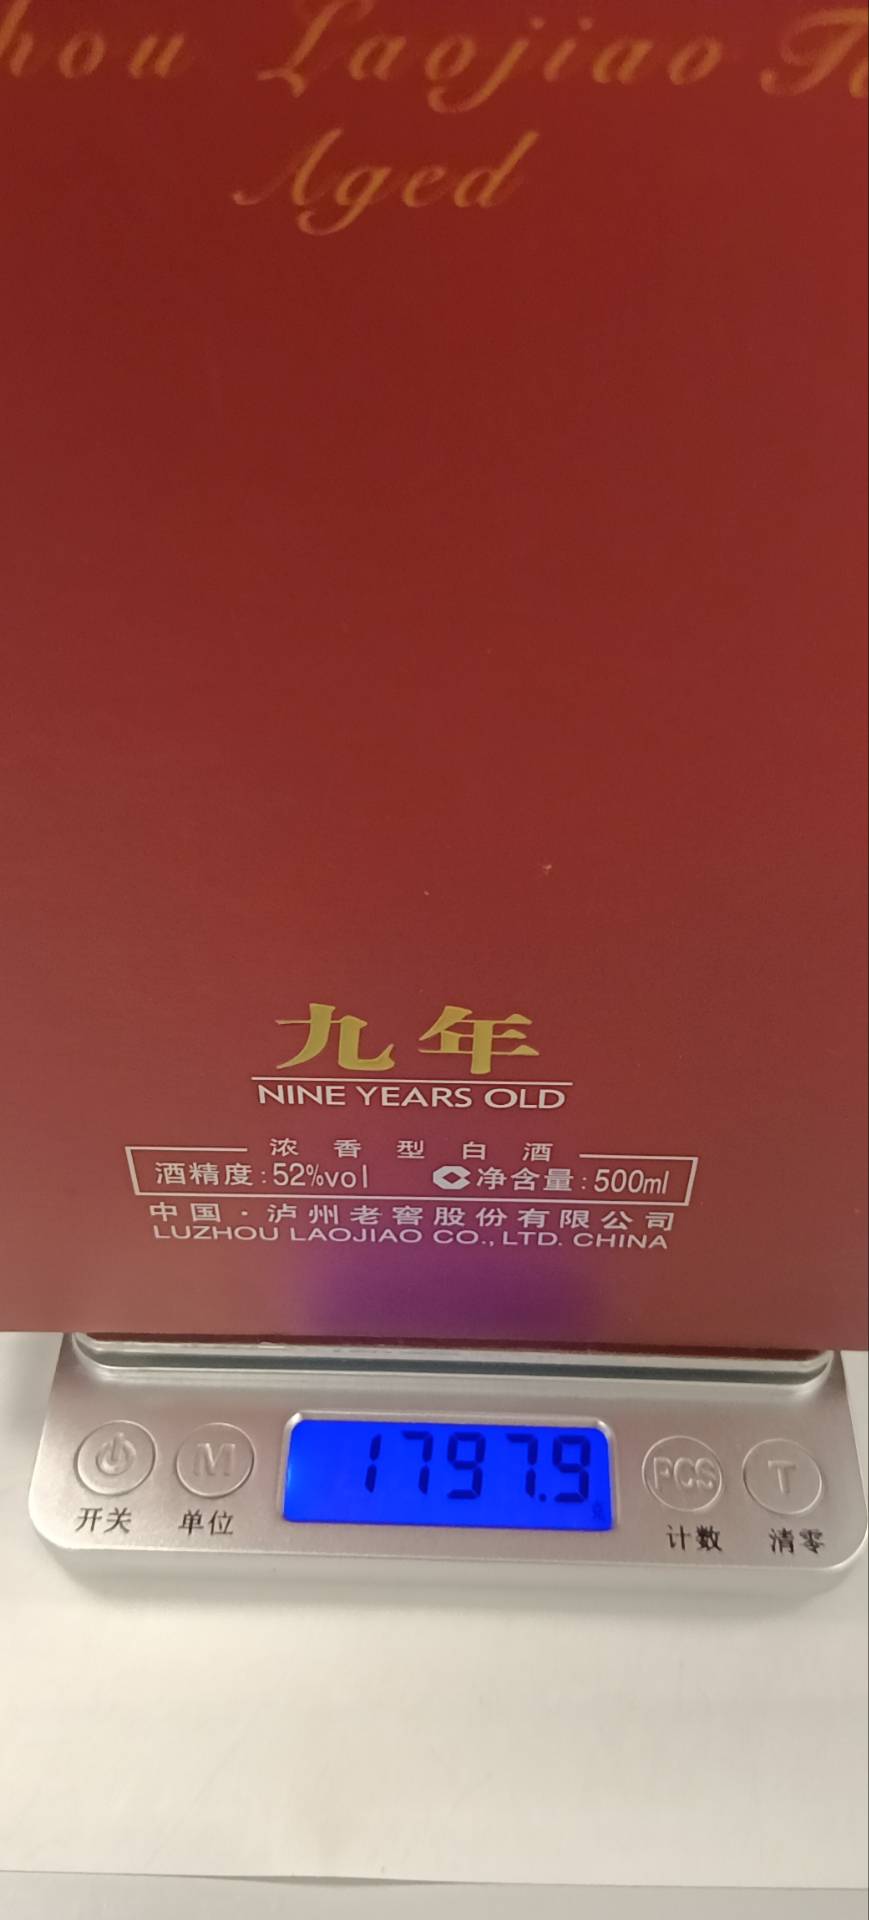 hou Laojiao
Aged
九年
NINE YEARS OLD
浓香型白酒
酒精度:52%vol 净含量:500ml
中国·泸州老窖股份有限公司
LUZHOU LAOJIAO CO., LTD. CHINA
1797.9
M PCS T
开关 单位 计数 清零